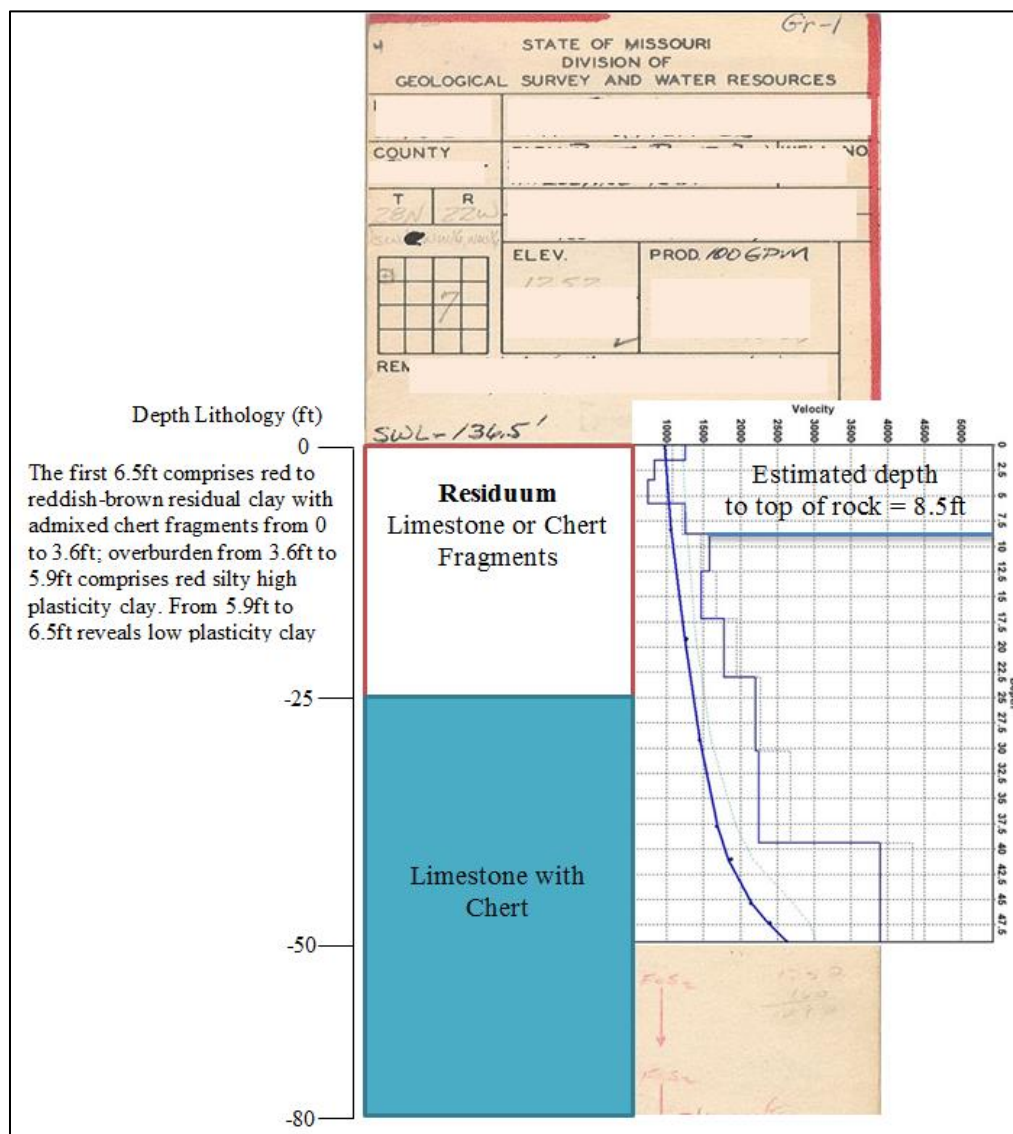 Gr-1
4
STATE OF MISSOURI
DIVISION OF
GEOLOGICAL SURVEY AND WATER RESOURCES
COUNTY
NO
T R
28N 22W
ELEV.
PROD. 100 GPM
1252
7
REM
SWL - 136.5'
Depth Lithology (ft)
0
-25
-50
-80
The first 6.5ft comprises red to
reddish-brown residual clay with
admixed chert fragments from 0
to 3.6ft; overburden from 3.6ft to
5.9ft comprises red silty high
plasticity clay. From 5.9ft to
6.5ft reveals low plasticity clay
Residuum
Limestone or Chert
Fragments
Limestone with
Chert
Velocity
1000 1500 2000 2500 3000 3500 4000 4500 5000
Estimated depth
to top of rock = 8.5ft
0
2.5
5
7.5
10
12.5
15
17.5
20
22.5
25
27.5
30
32.5
35
37.5
40
42.5
45
47.5
Depth
FeS2
FeS2